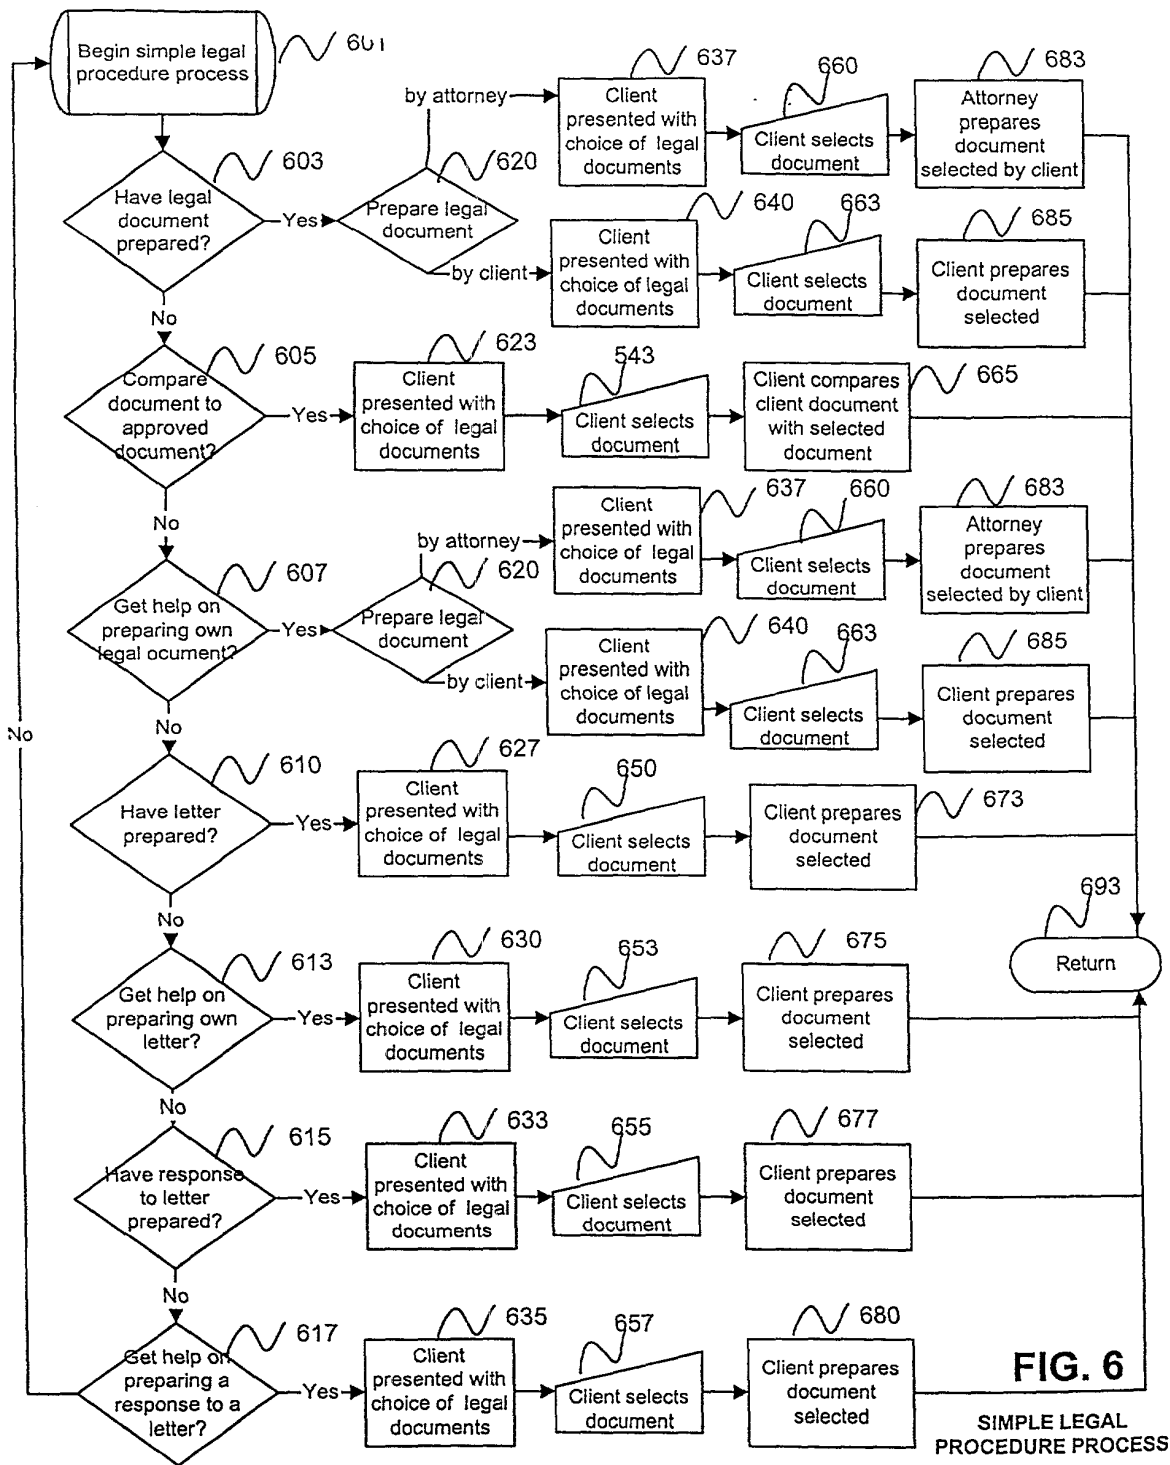 Begin simple legal
procedure process
601
603
Have legal
document
prepared?
Yes
620
Prepare legal
document
by attorney
637
Client
presented with
choice of legal
documents
660
Client selects
document
683
Attorney
prepares
document
selected by client
by client
640
Client
presented with
choice of legal
documents
663
Client selects
document
685
Client prepares
document
selected
No
605
Compare
document to
approved
document?
Yes
623
Client
presented with
choice of legal
documents
543
Client selects
document
665
Client compares
client document
with selected
document
No
607
Get help on
preparing own
legal ocument?
Yes
620
Prepare legal
document
by attorney
637
Client
presented with
choice of legal
documents
660
Client selects
document
683
Attorney
prepares
document
selected by client
by client
640
Client
presented with
choice of legal
documents
663
Client selects
document
685
Client prepares
document
selected
No
No
610
Have letter
prepared?
Yes
627
Client
presented with
choice of legal
documents
650
Client selects
document
673
Client prepares
document
selected
No
613
Get help on
preparing own
letter?
Yes
630
Client
presented with
choice of legal
documents
653
Client selects
document
675
Client prepares
document
selected
693
Return
No
615
Have response
to letter
prepared?
Yes
633
Client
presented with
choice of legal
documents
655
Client selects
document
677
Client prepares
document
selected
No
617
Get help on
preparing a
response to a
letter?
Yes
635
Client
presented with
choice of legal
documents
657
Client selects
document
680
Client prepares
document
selected
FIG. 6
SIMPLE LEGAL
PROCEDURE PROCESS